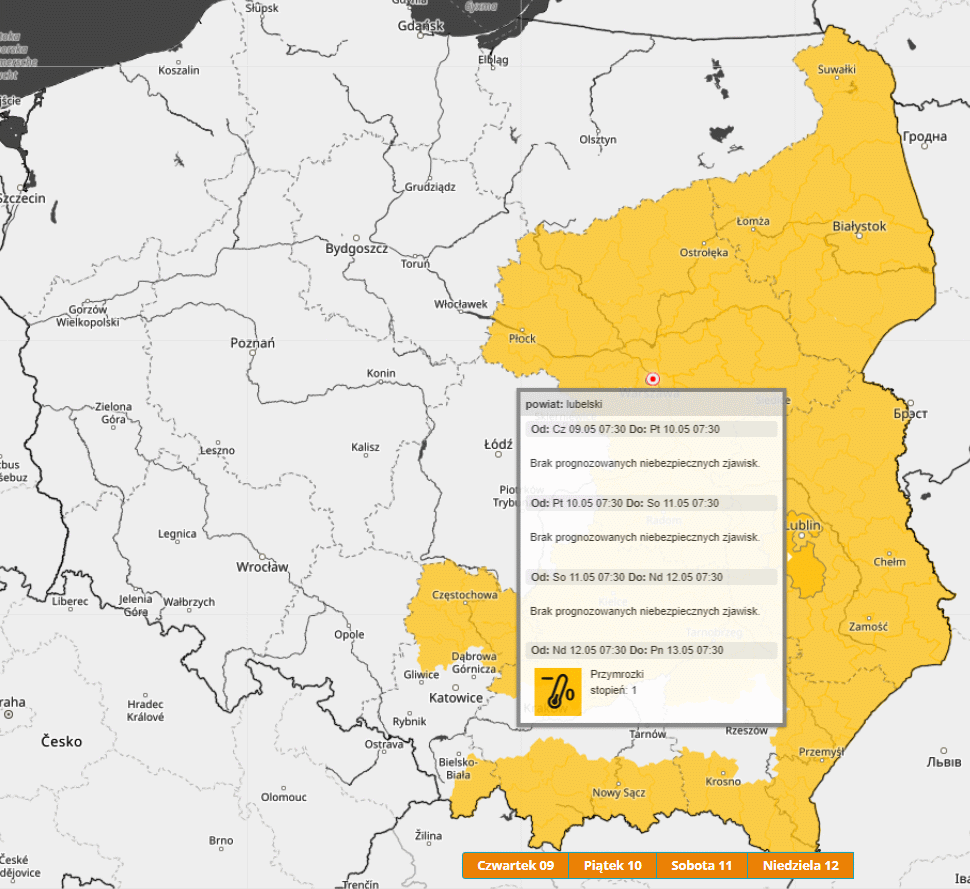 Słupsk
Gdańsk
Elbląg
Koszalin
Suwałki
Olsztyn
Гродна
Grudziądz
Szczecin
Łomża
Białystok
Bydgoszcz
Ostrołęka
Toruń
Włocławek
Gorzów
Wielkopolski
Płock
Poznań
Konin
Warszawa
powiat: lubelski
Siedlce
Od: Cz 09.05 07:30 Do: Pt 10.05 07:30
Zielona
Góra
Брэст
Leszno
Kalisz
Łódź
Brak prognozowanych niebezpiecznych zjawisk.
Od: Pt 10.05 07:30 Do: So 11.05 07:30
Radom
Lublin
Legnica
Brak prognozowanych niebezpiecznych zjawisk.
Wrocław
Chełm
Od: So 11.05 07:30 Do: Nd 12.05 07:30
Częstochowa
Liberec
Jelenia
Góra
Wałbrzych
Kielce
Brak prognozowanych niebezpiecznych zjawisk.
Opole
Tarnobrzeg
Zamość
Od: Nd 12.05 07:30 Do: Pn 13.05 07:30
Dąbrowa
Górnicza
Gliwice
Przymrozki
stopień: 1
Katowice
Hradec
Králové
Rybnik
Tarnów
Rzeszów
Česko
Ostrava
Przemyśl
Bielsko-
Biała
Львів
Krosno
Nowy Sącz
Olomouc
Brno
Žilina
Czwartek 09 Piątek 10 Sobota 11 Niedziela 12
České
Trenčín